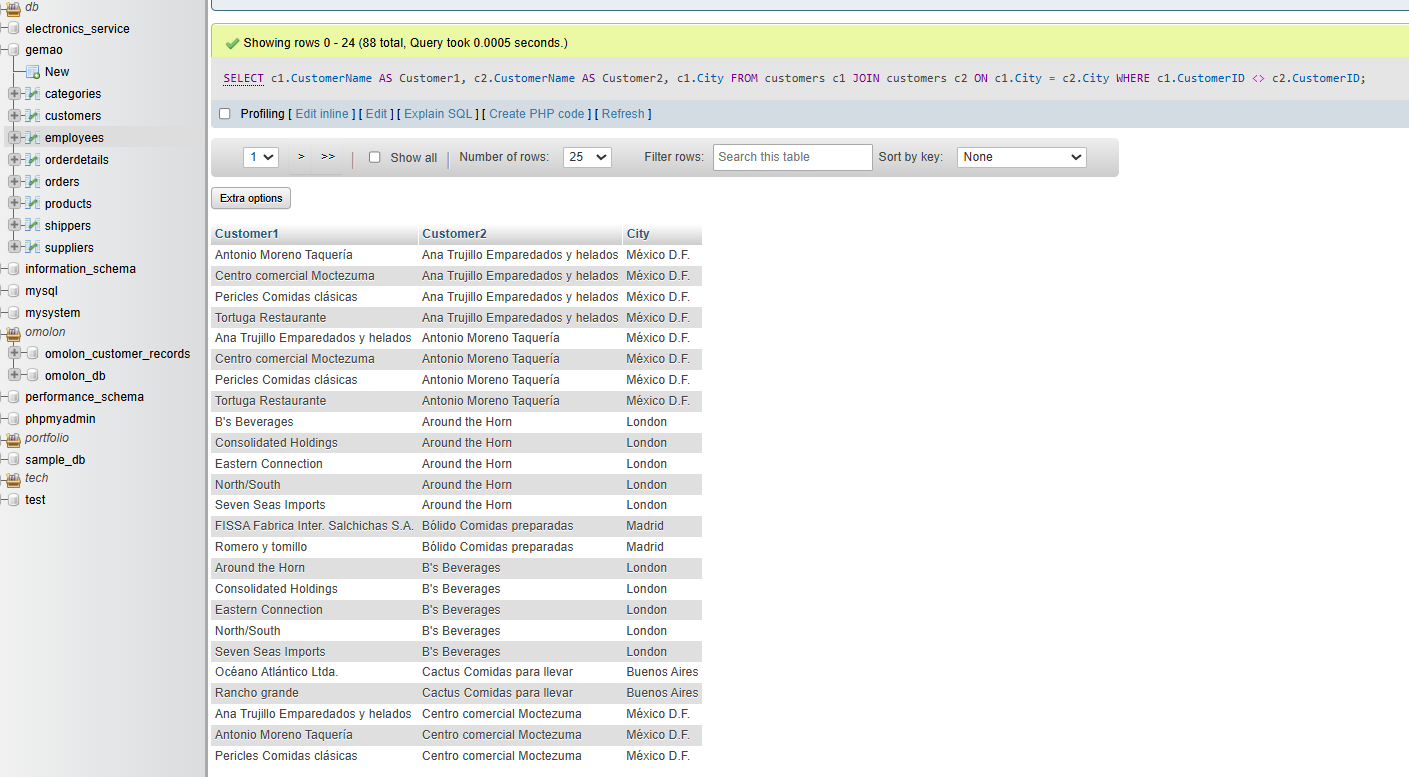 db
electronics_service
gemao
New
categories
customers
employees
orderdetails
orders
products
shippers
suppliers
information_schema
mysql
mysystem
omolon
omolon_customer_records
omolon_db
performance_schema
phpmyadmin
portfolio
sample_db
tech
test
Showing rows 0 - 24 (88 total, Query took 0.0005 seconds.)
SELECT c1.CustomerName AS Customer1, c2.CustomerName AS Customer2, c1.City FROM customers c1 JOIN customers c2 ON c1.City = c2.City WHERE c1.CustomerID <> c2.CustomerID;
Profiling [ Edit inline ] [ Edit ] [ Explain SQL ] [ Create PHP code ] [ Refresh ]
1 > >> | Show all | Number of rows: 25 Filter rows: Search this table Sort by key: None
Extra options
Customer1 Customer2 City
Antonio Moreno Taquería Ana Trujillo Emparedados y helados México D.F.
Centro comercial Moctezuma Ana Trujillo Emparedados y helados México D.F.
Pericles Comidas clásicas Ana Trujillo Emparedados y helados México D.F.
Tortuga Restaurante Ana Trujillo Emparedados y helados México D.F.
Ana Trujillo Emparedados y helados Antonio Moreno Taquería México D.F.
Centro comercial Moctezuma Antonio Moreno Taquería México D.F.
Pericles Comidas clásicas Antonio Moreno Taquería México D.F.
Tortuga Restaurante Antonio Moreno Taquería México D.F.
B's Beverages Around the Horn London
Consolidated Holdings Around the Horn London
Eastern Connection Around the Horn London
North/South Around the Horn London
Seven Seas Imports Around the Horn London
FISSA Fabrica Inter. Salchichas S.A. Bólido Comidas preparadas Madrid
Romero y tomillo Bólido Comidas preparadas Madrid
Around the Horn B's Beverages London
Consolidated Holdings B's Beverages London
Eastern Connection B's Beverages London
North/South B's Beverages London
Seven Seas Imports B's Beverages London
Océano Atlántico Ltda. Cactus Comidas para llevar Buenos Aires
Rancho grande Cactus Comidas para llevar Buenos Aires
Ana Trujillo Emparedados y helados Centro comercial Moctezuma México D.F.
Antonio Moreno Taquería Centro comercial Moctezuma México D.F.
Pericles Comidas clásicas Centro comercial Moctezuma México D.F.